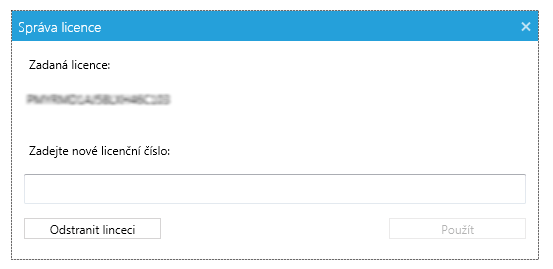 Správa licence
Zadaná licence:
Zadejte nové licenční číslo:
Odstranit linceci
Použít